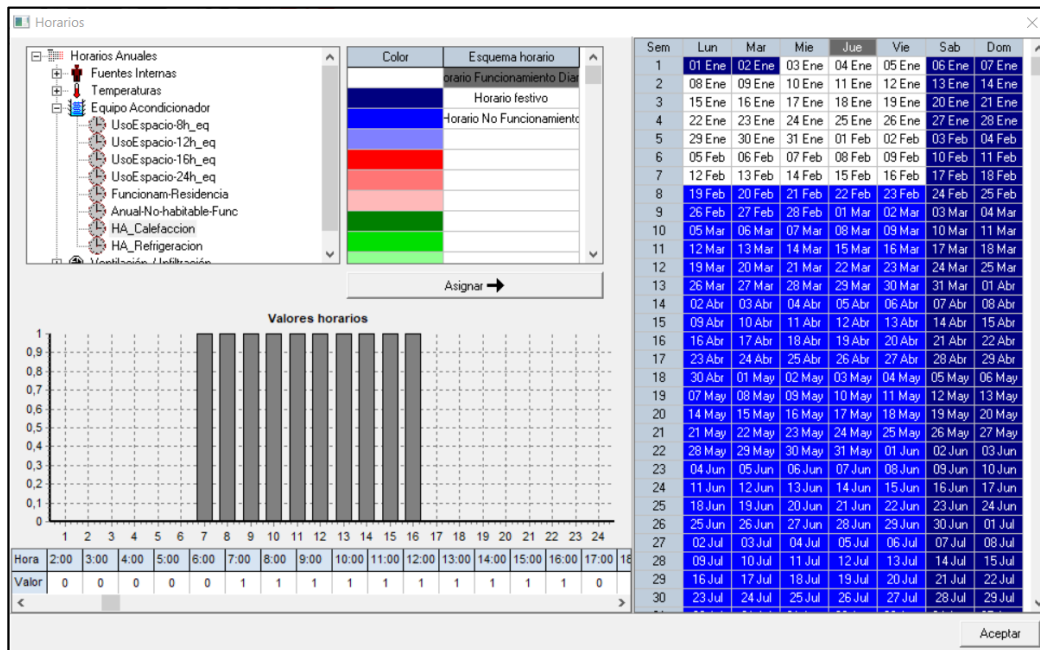 Horarios
Horarios Anuales
Fuentes Internas
Temperaturas
Equipo Acondicionador
UsoEspacio-8h_eq
UsoEspacio-12h_eq
UsoEspacio-16h_eq
UsoEspacio-24h_eq
Funcionam-Residencia
Anual-No-habitable-Func
HA_Calefaccion
HA_Refrigeracion
Ventilación / Infiltración
Color Esquema horario
orario Funcionamiento Diar
Horario festivo
Horario No Funcionamiento
Asignar
Valores horarios
1
0,9
0,8
0,7
0,6
0,5
0,4
0,3
0,2
0,1
0
1 2 3 4 5 6 7 8 9 10 11 12 13 14 15 16 17 18 19 20 21 22 23 24
Hora 2:00 3:00 4:00 5:00 6:00 7:00 8:00 9:00 10:00 11:00 12:00 13:00 14:00 15:00 16:00 17:00 18
Valor 0 0 0 0 0 1 1 1 1 1 1 1 1 1 1 0
Sem Lun Mar Mie Jue Vie Sab Dom
1 01 Ene 02 Ene 03 Ene 04 Ene 05 Ene 06 Ene 07 Ene
2 08 Ene 09 Ene 10 Ene 11 Ene 12 Ene 13 Ene 14 Ene
3 15 Ene 16 Ene 17 Ene 18 Ene 19 Ene 20 Ene 21 Ene
4 22 Ene 23 Ene 24 Ene 25 Ene 26 Ene 27 Ene 28 Ene
5 29 Ene 30 Ene 31 Ene 01 Feb 02 Feb 03 Feb 04 Feb
6 05 Feb 06 Feb 07 Feb 08 Feb 09 Feb 10 Feb 11 Feb
7 12 Feb 13 Feb 14 Feb 15 Feb 16 Feb 17 Feb 18 Feb
8 19 Feb 20 Feb 21 Feb 22 Feb 23 Feb 24 Feb 25 Feb
9 26 Feb 27 Feb 28 Feb 01 Mar 02 Mar 03 Mar 04 Mar
10 05 Mar 06 Mar 07 Mar 08 Mar 09 Mar 10 Mar 11 Mar
11 12 Mar 13 Mar 14 Mar 15 Mar 16 Mar 17 Mar 18 Mar
12 19 Mar 20 Mar 21 Mar 22 Mar 23 Mar 24 Mar 25 Mar
13 26 Mar 27 Mar 28 Mar 29 Mar 30 Mar 31 Mar 01 Abr
14 02 Abr 03 Abr 04 Abr 05 Abr 06 Abr 07 Abr 08 Abr
15 09 Abr 10 Abr 11 Abr 12 Abr 13 Abr 14 Abr 15 Abr
16 16 Abr 17 Abr 18 Abr 19 Abr 20 Abr 21 Abr 22 Abr
17 23 Abr 24 Abr 25 Abr 26 Abr 27 Abr 28 Abr 29 Abr
18 30 Abr 01 May 02 May 03 May 04 May 05 May 06 May
19 07 May 08 May 09 May 10 May 11 May 12 May 13 May
20 14 May 15 May 16 May 17 May 18 May 19 May 20 May
21 21 May 22 May 23 May 24 May 25 May 26 May 27 May
22 28 May 29 May 30 May 31 May 01 Jun 02 Jun 03 Jun
23 04 Jun 05 Jun 06 Jun 07 Jun 08 Jun 09 Jun 10 Jun
24 11 Jun 12 Jun 13 Jun 14 Jun 15 Jun 16 Jun 17 Jun
25 18 Jun 19 Jun 20 Jun 21 Jun 22 Jun 23 Jun 24 Jun
26 25 Jun 26 Jun 27 Jun 28 Jun 29 Jun 30 Jun 01 Jul
27 02 Jul 03 Jul 04 Jul 05 Jul 06 Jul 07 Jul 08 Jul
28 09 Jul 10 Jul 11 Jul 12 Jul 13 Jul 14 Jul 15 Jul
29 16 Jul 17 Jul 18 Jul 19 Jul 20 Jul 21 Jul 22 Jul
30 23 Jul 24 Jul 25 Jul 26 Jul 27 Jul 28 Jul 29 Jul
Aceptar